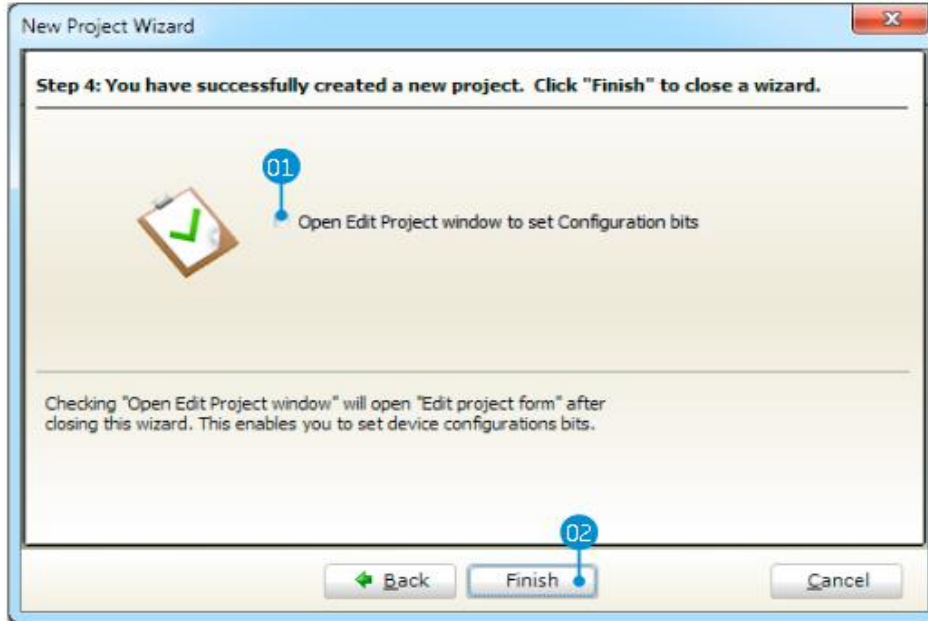 New Project Wizard
x
Step 4: You have successfully created a new project. Click "Finish" to close a wizard.
01
Open Edit Project window to set Configuration bits
Checking "Open Edit Project window" will open "Edit project form" after
closing this wizard. This enables you to set device configurations bits.
02
Back Finish Cancel